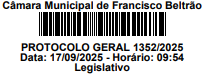 Câmara Municipal de Francisco Beltrão
PROTOCOLO GERAL 1352/2025
Data: 17/09/2025 - Horário: 09:54
Legislativo